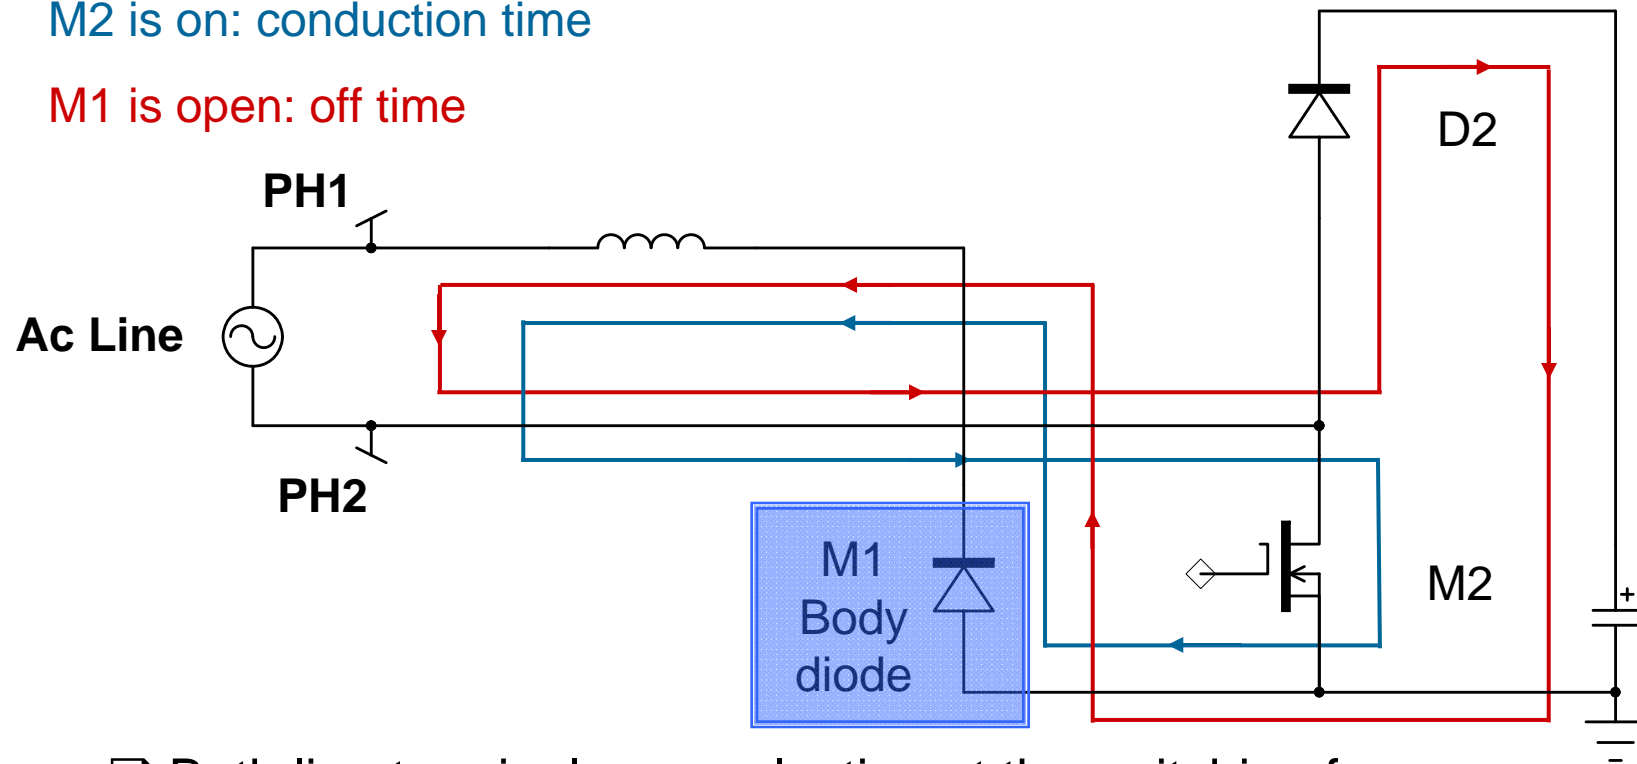 M2 is on: conduction time
M1 is open: off time
PH1
D2
Ac Line
PH2
M1
Body
diode
M2
+